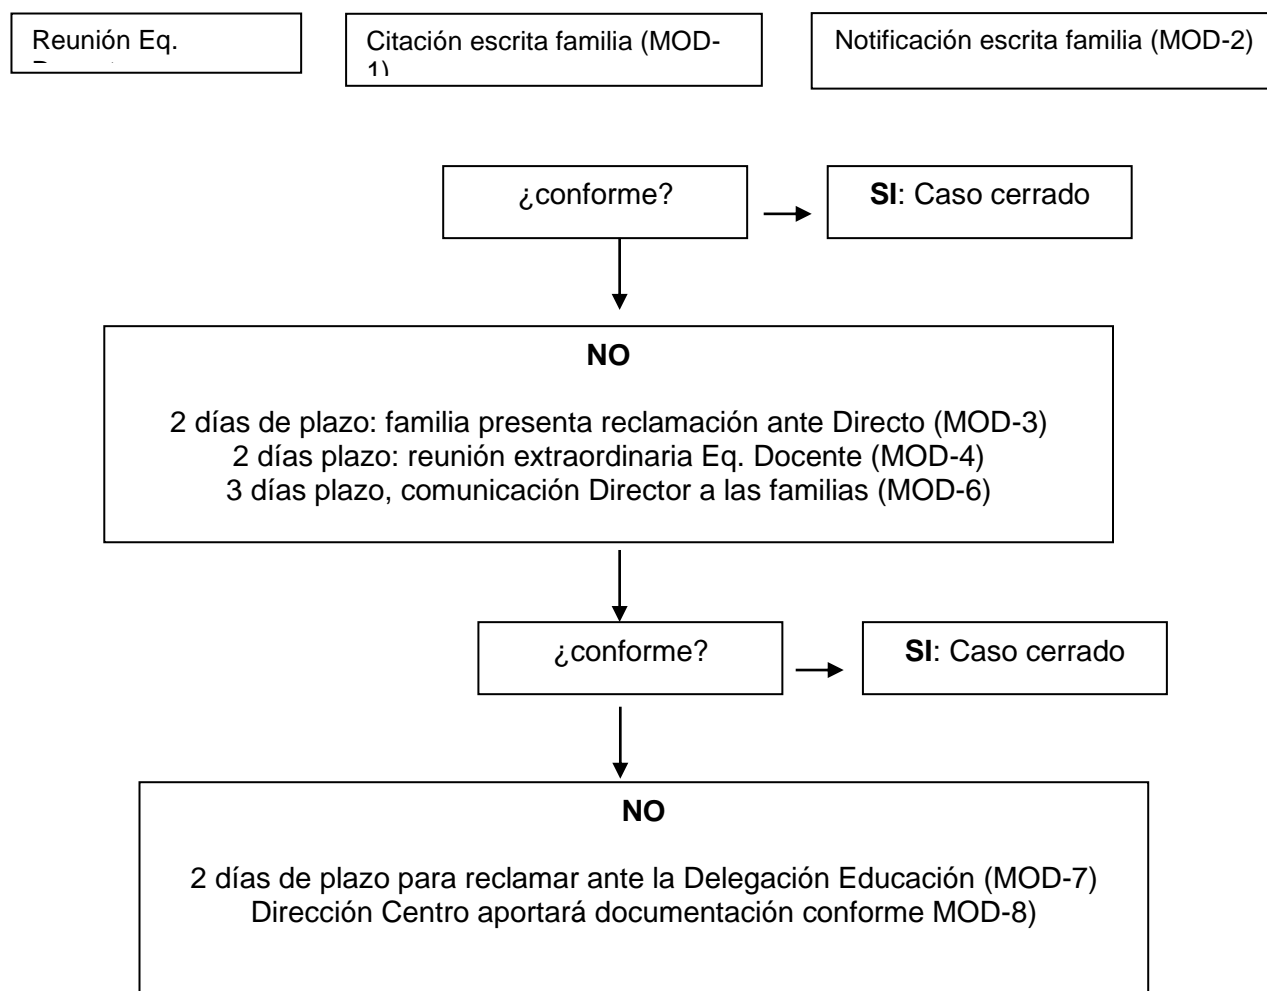 Reunión Eq.
Citación escrita familia (MOD-
1)
Notificación escrita familia (MOD-2)
¿conforme?
SI: Caso cerrado
NO
2 días de plazo: familia presenta reclamación ante Directo (MOD-3)
2 días plazo: reunión extraordinaria Eq. Docente (MOD-4)
3 días plazo, comunicación Director a las familias (MOD-6)
¿conforme?
SI: Caso cerrado
NO
2 días de plazo para reclamar ante la Delegación Educación (MOD-7)
Dirección Centro aportará documentación conforme MOD-8)